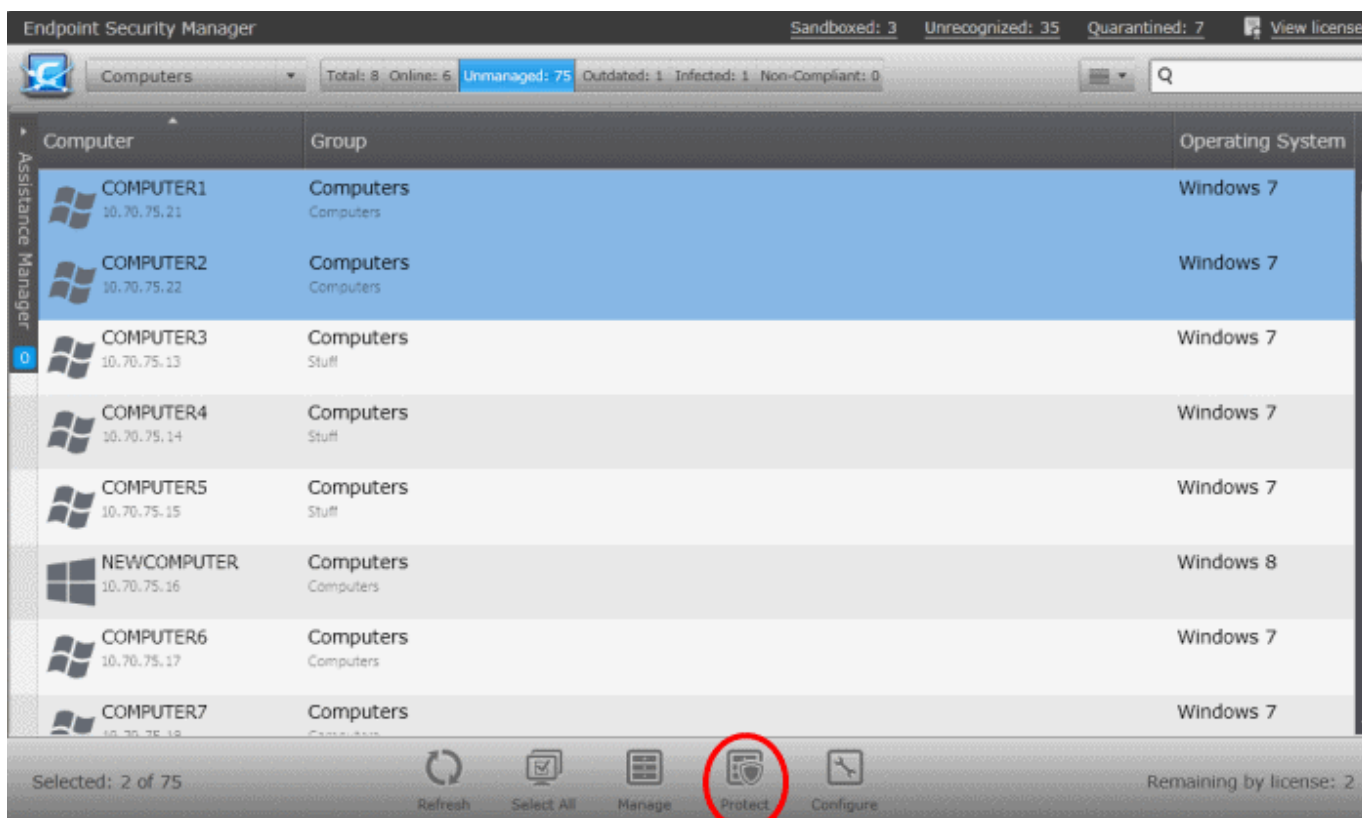 Endpoint Security Manager Sandboxed: 3 Unrecognized: 35 Quarantined: 7 View license
Computers Total: 8 Online: 6 Unmanaged: 75 Outdated: 1 Infected: 1 Non-Compliant: 0
Assistance Manager
0
Computer Group Operating System
COMPUTER1 Computers Windows 7
10.70.75.21 Computers
COMPUTER2 Computers Windows 7
10.70.75.22 Computers
COMPUTER3 Computers Windows 7
10.70.75.13 Stuff
COMPUTER4 Computers Windows 7
10.70.75.14 Stuff
COMPUTER5 Computers Windows 7
10.70.75.15 Stuff
NEWCOMPUTER Computers Windows 8
10.70.75.16 Computers
COMPUTER6 Computers Windows 7
10.70.75.17 Computers
COMPUTER7 Computers Windows 7
Selected: 2 of 75 Remaining by license: 2
Refresh Select All Manage Protect Configure